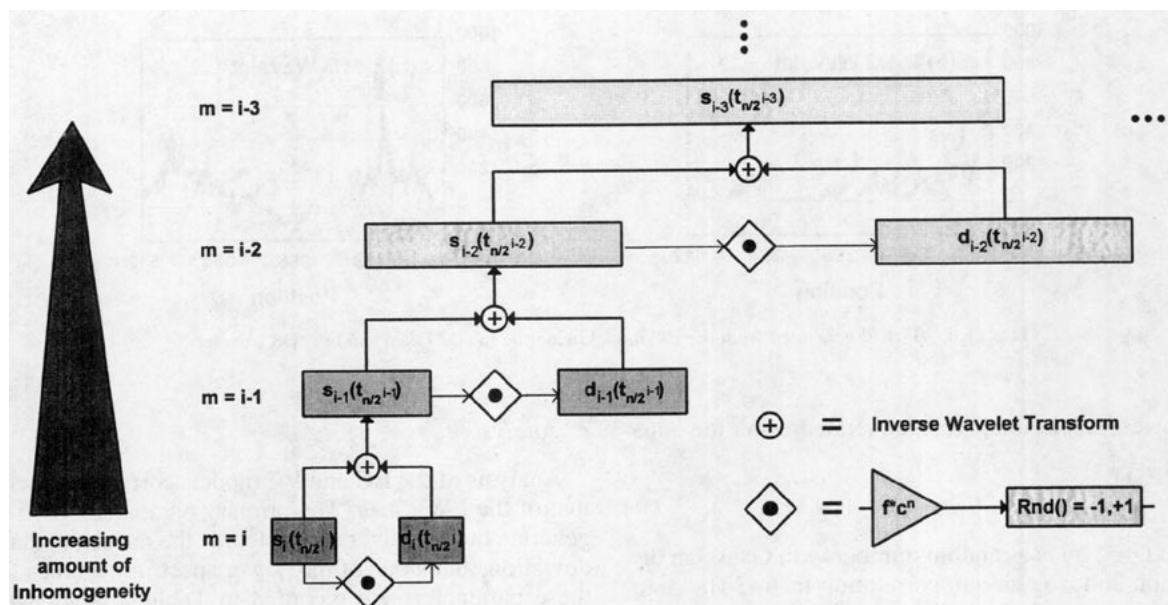 m = i-3
s_{i-3}(t_{n/2^{i-3}})
m = i-2
s_{i-2}(t_{n/2^{i-2}})
d_{i-2}(t_{n/2^{i-2}})
m = i-1
s_{i-1}(t_{n/2^{i-1}})
d_{i-1}(t_{n/2^{i-1}})
= Inverse Wavelet Transform
= f*c^n Rnd() = -1,+1
m = i
s_i(t_{n/2^i})
d_i(t_{n/2^i})
Increasing
amount of
Inhomogeneity